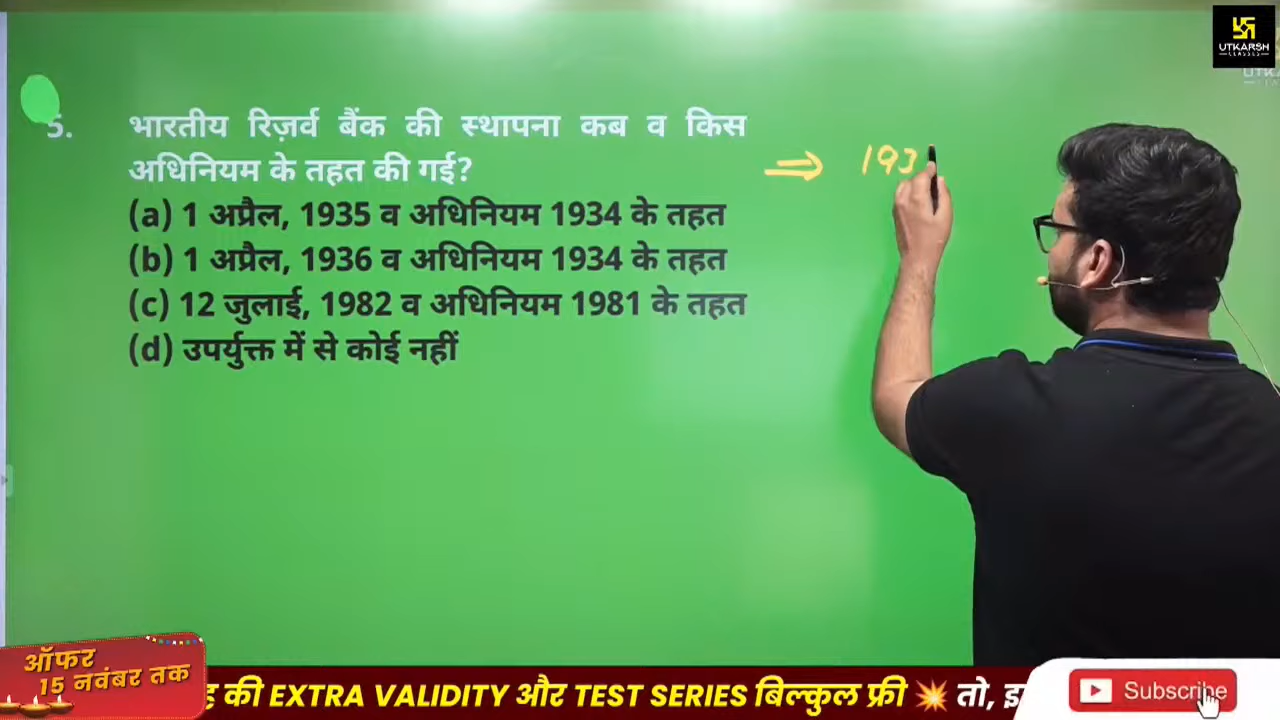 UTKARSH
CLASSES
5. भारतीय रिज़र्व बैंक की स्थापना कब व किस
अधिनियम के तहत की गई?
⇒ 193
(a) 1 अप्रैल, 1935 व अधिनियम 1934 के तहत
(b) 1 अप्रैल, 1936 व अधिनियम 1934 के तहत
(c) 12 जुलाई, 1982 व अधिनियम 1981 के तहत
(d) उपर्युक्त में से कोई नहीं
ऑफर
15 नवंबर तक
की EXTRA VALIDITY और TEST SERIES बिल्कुल फ्री 💥 तो,
Subscribe